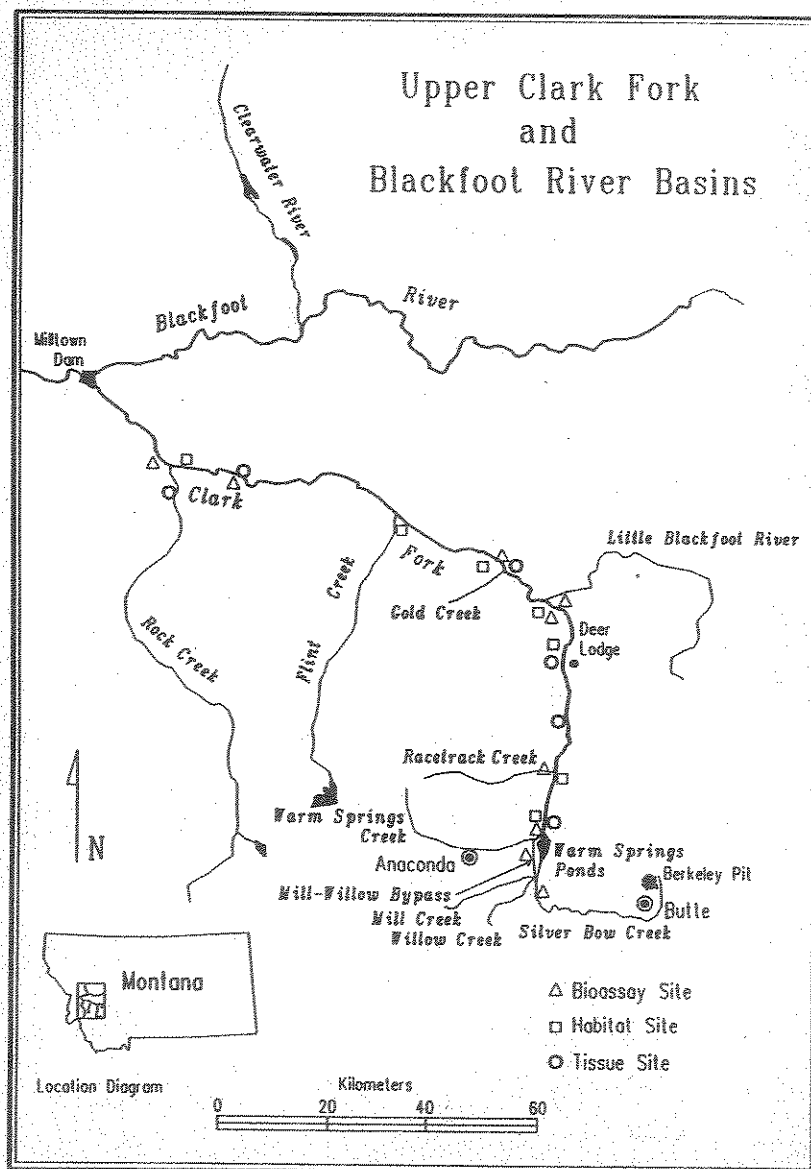 Upper Clark Fork
and
Blackfoot River Basins
Clearwater River
Blackfoot
River
Milltown
Dam
Clark
Fork
Little Blackfoot River
Gold Creek
Deer
Lodge
Flint
Creek
Rock Creek
Racetrack Creek
Warm Springs
Creek
Anaconda
Warm Springs
Ponds
Berkeley Pit
Butte
Mill-Willow Bypass
Mill Creek
Willow Creek
Silver Bow Creek
N
Montana
Location Diagram
Bioassay Site
Habitat Site
Tissue Site
Kilometers
0 20 40 60